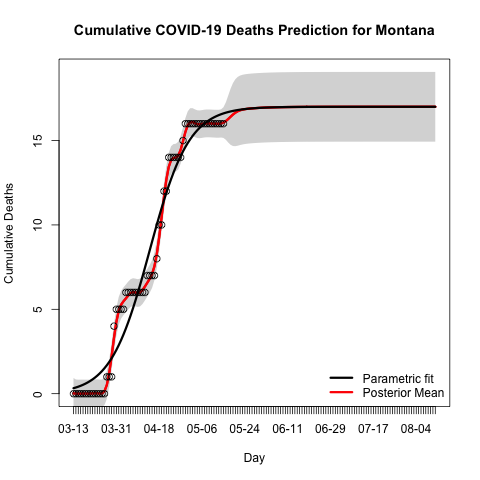 Cumulative COVID-19 Deaths Prediction for Montana
Cumulative Deaths
15
10
5
0
Parametric fit
Posterior Mean
03-13 03-31 04-18 05-06 05-24 06-11 06-29 07-17 08-04
Day